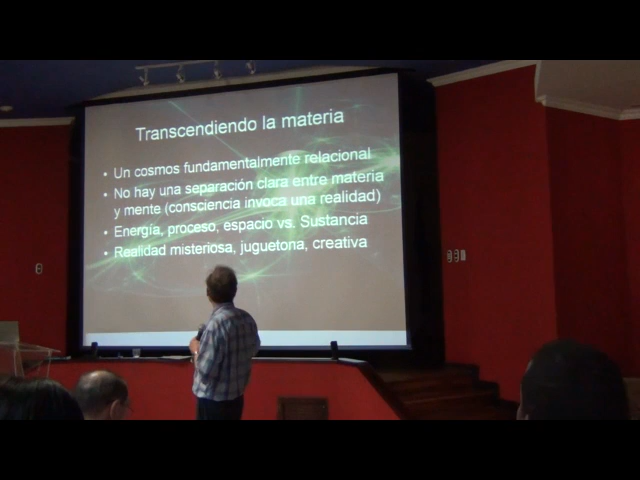 Transcendiendo la materia
• Un cosmos fundamentalmente relacional
• No hay una separación clara entre materia
y mente (consciencia invoca una realidad)
• Energía, proceso, espacio vs. Sustancia
• Realidad misteriosa, juguetona, creativa